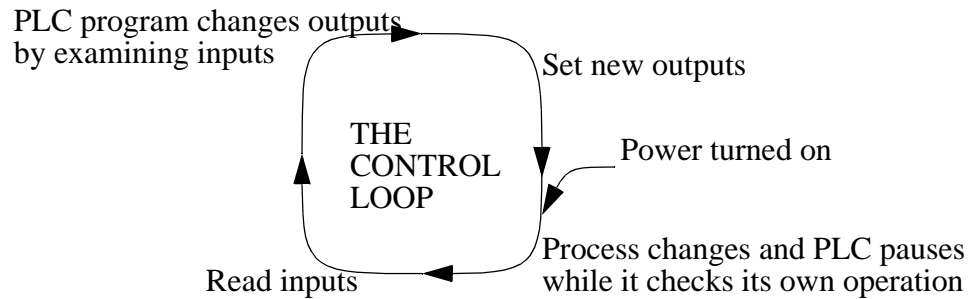 PLC program changes outputs
by examining inputs
Set new outputs
THE
CONTROL
LOOP
Power turned on
Process changes and PLC pauses
while it checks its own operation
Read inputs